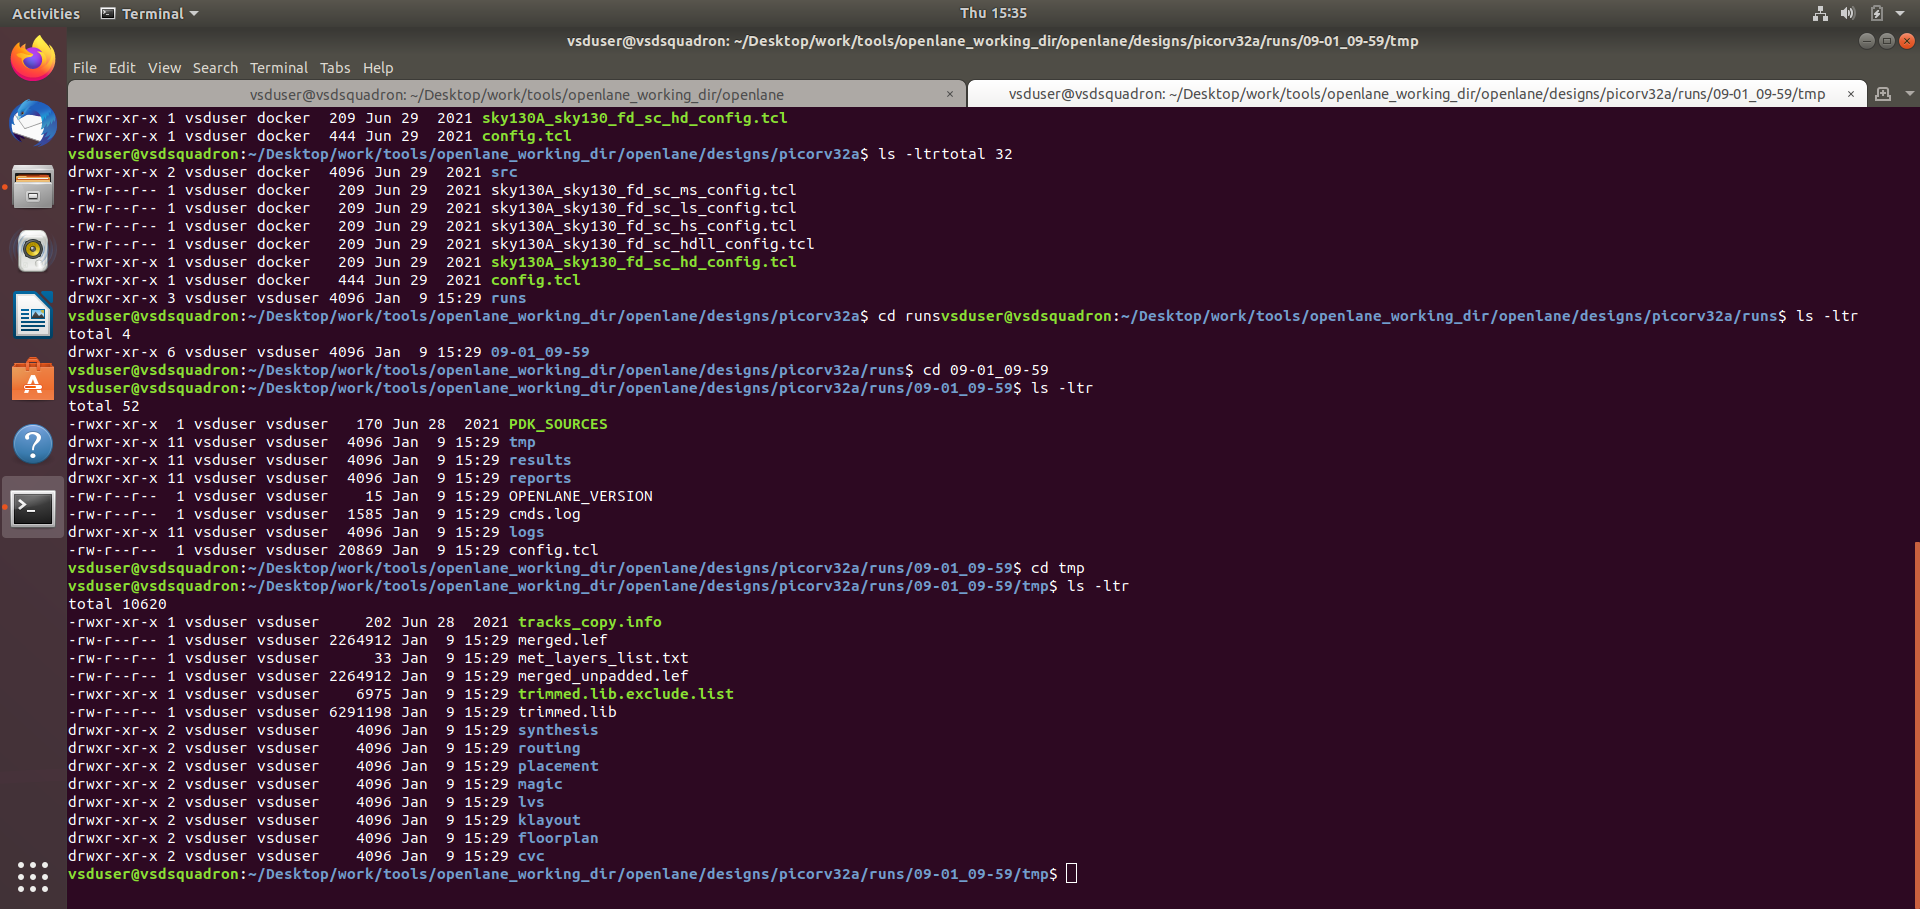 Activities Terminal Thu 15:35
vsduser@vsdsquadron: ~/Desktop/work/tools/openlane_working_dir/openlane/designs/picorv32a/runs/09-01_09-59/tmp
File Edit View Search Terminal Tabs Help
vsduser@vsdsquadron: ~/Desktop/work/tools/openlane_working_dir/openlane × vsduser@vsdsquadron: ~/Desktop/work/tools/openlane_working_dir/openlane/designs/picorv32a/runs/09-01_09-59/tmp ×
-rwxr-xr-x 1 vsduser docker  209 Jun 29  2021 sky130A_sky130_fd_sc_hd_config.tcl
-rwxr-xr-x 1 vsduser docker  444 Jun 29  2021 config.tcl
vsduser@vsdsquadron:~/Desktop/work/tools/openlane_working_dir/openlane/designs/picorv32a$ ls -ltrtotal 32
drwxr-xr-x 2 vsduser docker  4096 Jun 29  2021 src
-rw-r--r-- 1 vsduser docker   209 Jun 29  2021 sky130A_sky130_fd_sc_ms_config.tcl
-rw-r--r-- 1 vsduser docker   209 Jun 29  2021 sky130A_sky130_fd_sc_ls_config.tcl
-rw-r--r-- 1 vsduser docker   209 Jun 29  2021 sky130A_sky130_fd_sc_hs_config.tcl
-rw-r--r-- 1 vsduser docker   209 Jun 29  2021 sky130A_sky130_fd_sc_hdll_config.tcl
-rwxr-xr-x 1 vsduser docker   209 Jun 29  2021 sky130A_sky130_fd_sc_hd_config.tcl
-rwxr-xr-x 1 vsduser docker   444 Jun 29  2021 config.tcl
drwxr-xr-x 3 vsduser vsduser 4096 Jan  9 15:29 runs
vsduser@vsdsquadron:~/Desktop/work/tools/openlane_working_dir/openlane/designs/picorv32a$ cd runsvsduser@vsdsquadron:~/Desktop/work/tools/openlane_working_dir/openlane/designs/picorv32a/runs$ ls -ltr
total 4
drwxr-xr-x 6 vsduser vsduser 4096 Jan  9 15:29 09-01_09-59
vsduser@vsdsquadron:~/Desktop/work/tools/openlane_working_dir/openlane/designs/picorv32a/runs$ cd 09-01_09-59
vsduser@vsdsquadron:~/Desktop/work/tools/openlane_working_dir/openlane/designs/picorv32a/runs/09-01_09-59$ ls -ltr
total 52
-rwxr-xr-x  1 vsduser vsduser   170 Jun 28  2021 PDK_SOURCES
drwxr-xr-x 11 vsduser vsduser  4096 Jan  9 15:29 tmp
drwxr-xr-x 11 vsduser vsduser  4096 Jan  9 15:29 results
drwxr-xr-x 11 vsduser vsduser  4096 Jan  9 15:29 reports
-rw-r--r--  1 vsduser vsduser    15 Jan  9 15:29 OPENLANE_VERSION
-rw-r--r--  1 vsduser vsduser  1585 Jan  9 15:29 cmds.log
drwxr-xr-x 11 vsduser vsduser  4096 Jan  9 15:29 logs
-rw-r--r--  1 vsduser vsduser 20869 Jan  9 15:29 config.tcl
vsduser@vsdsquadron:~/Desktop/work/tools/openlane_working_dir/openlane/designs/picorv32a/runs/09-01_09-59$ cd tmp
vsduser@vsdsquadron:~/Desktop/work/tools/openlane_working_dir/openlane/designs/picorv32a/runs/09-01_09-59/tmp$ ls -ltr
total 10620
-rwxr-xr-x 1 vsduser vsduser     202 Jun 28  2021 tracks_copy.info
-rw-r--r-- 1 vsduser vsduser 2264912 Jan  9 15:29 merged.lef
-rw-r--r-- 1 vsduser vsduser      33 Jan  9 15:29 met_layers_list.txt
-rw-r--r-- 1 vsduser vsduser 2264912 Jan  9 15:29 merged_unpadded.lef
-rwxr-xr-x 1 vsduser vsduser    6975 Jan  9 15:29 trimmed.lib.exclude.list
-rw-r--r-- 1 vsduser vsduser 6291198 Jan  9 15:29 trimmed.lib
drwxr-xr-x 2 vsduser vsduser    4096 Jan  9 15:29 synthesis
drwxr-xr-x 2 vsduser vsduser    4096 Jan  9 15:29 routing
drwxr-xr-x 2 vsduser vsduser    4096 Jan  9 15:29 placement
drwxr-xr-x 2 vsduser vsduser    4096 Jan  9 15:29 magic
drwxr-xr-x 2 vsduser vsduser    4096 Jan  9 15:29 lvs
drwxr-xr-x 2 vsduser vsduser    4096 Jan  9 15:29 klayout
drwxr-xr-x 2 vsduser vsduser    4096 Jan  9 15:29 floorplan
drwxr-xr-x 2 vsduser vsduser    4096 Jan  9 15:29 cvc
vsduser@vsdsquadron:~/Desktop/work/tools/openlane_working_dir/openlane/designs/picorv32a/runs/09-01_09-59/tmp$